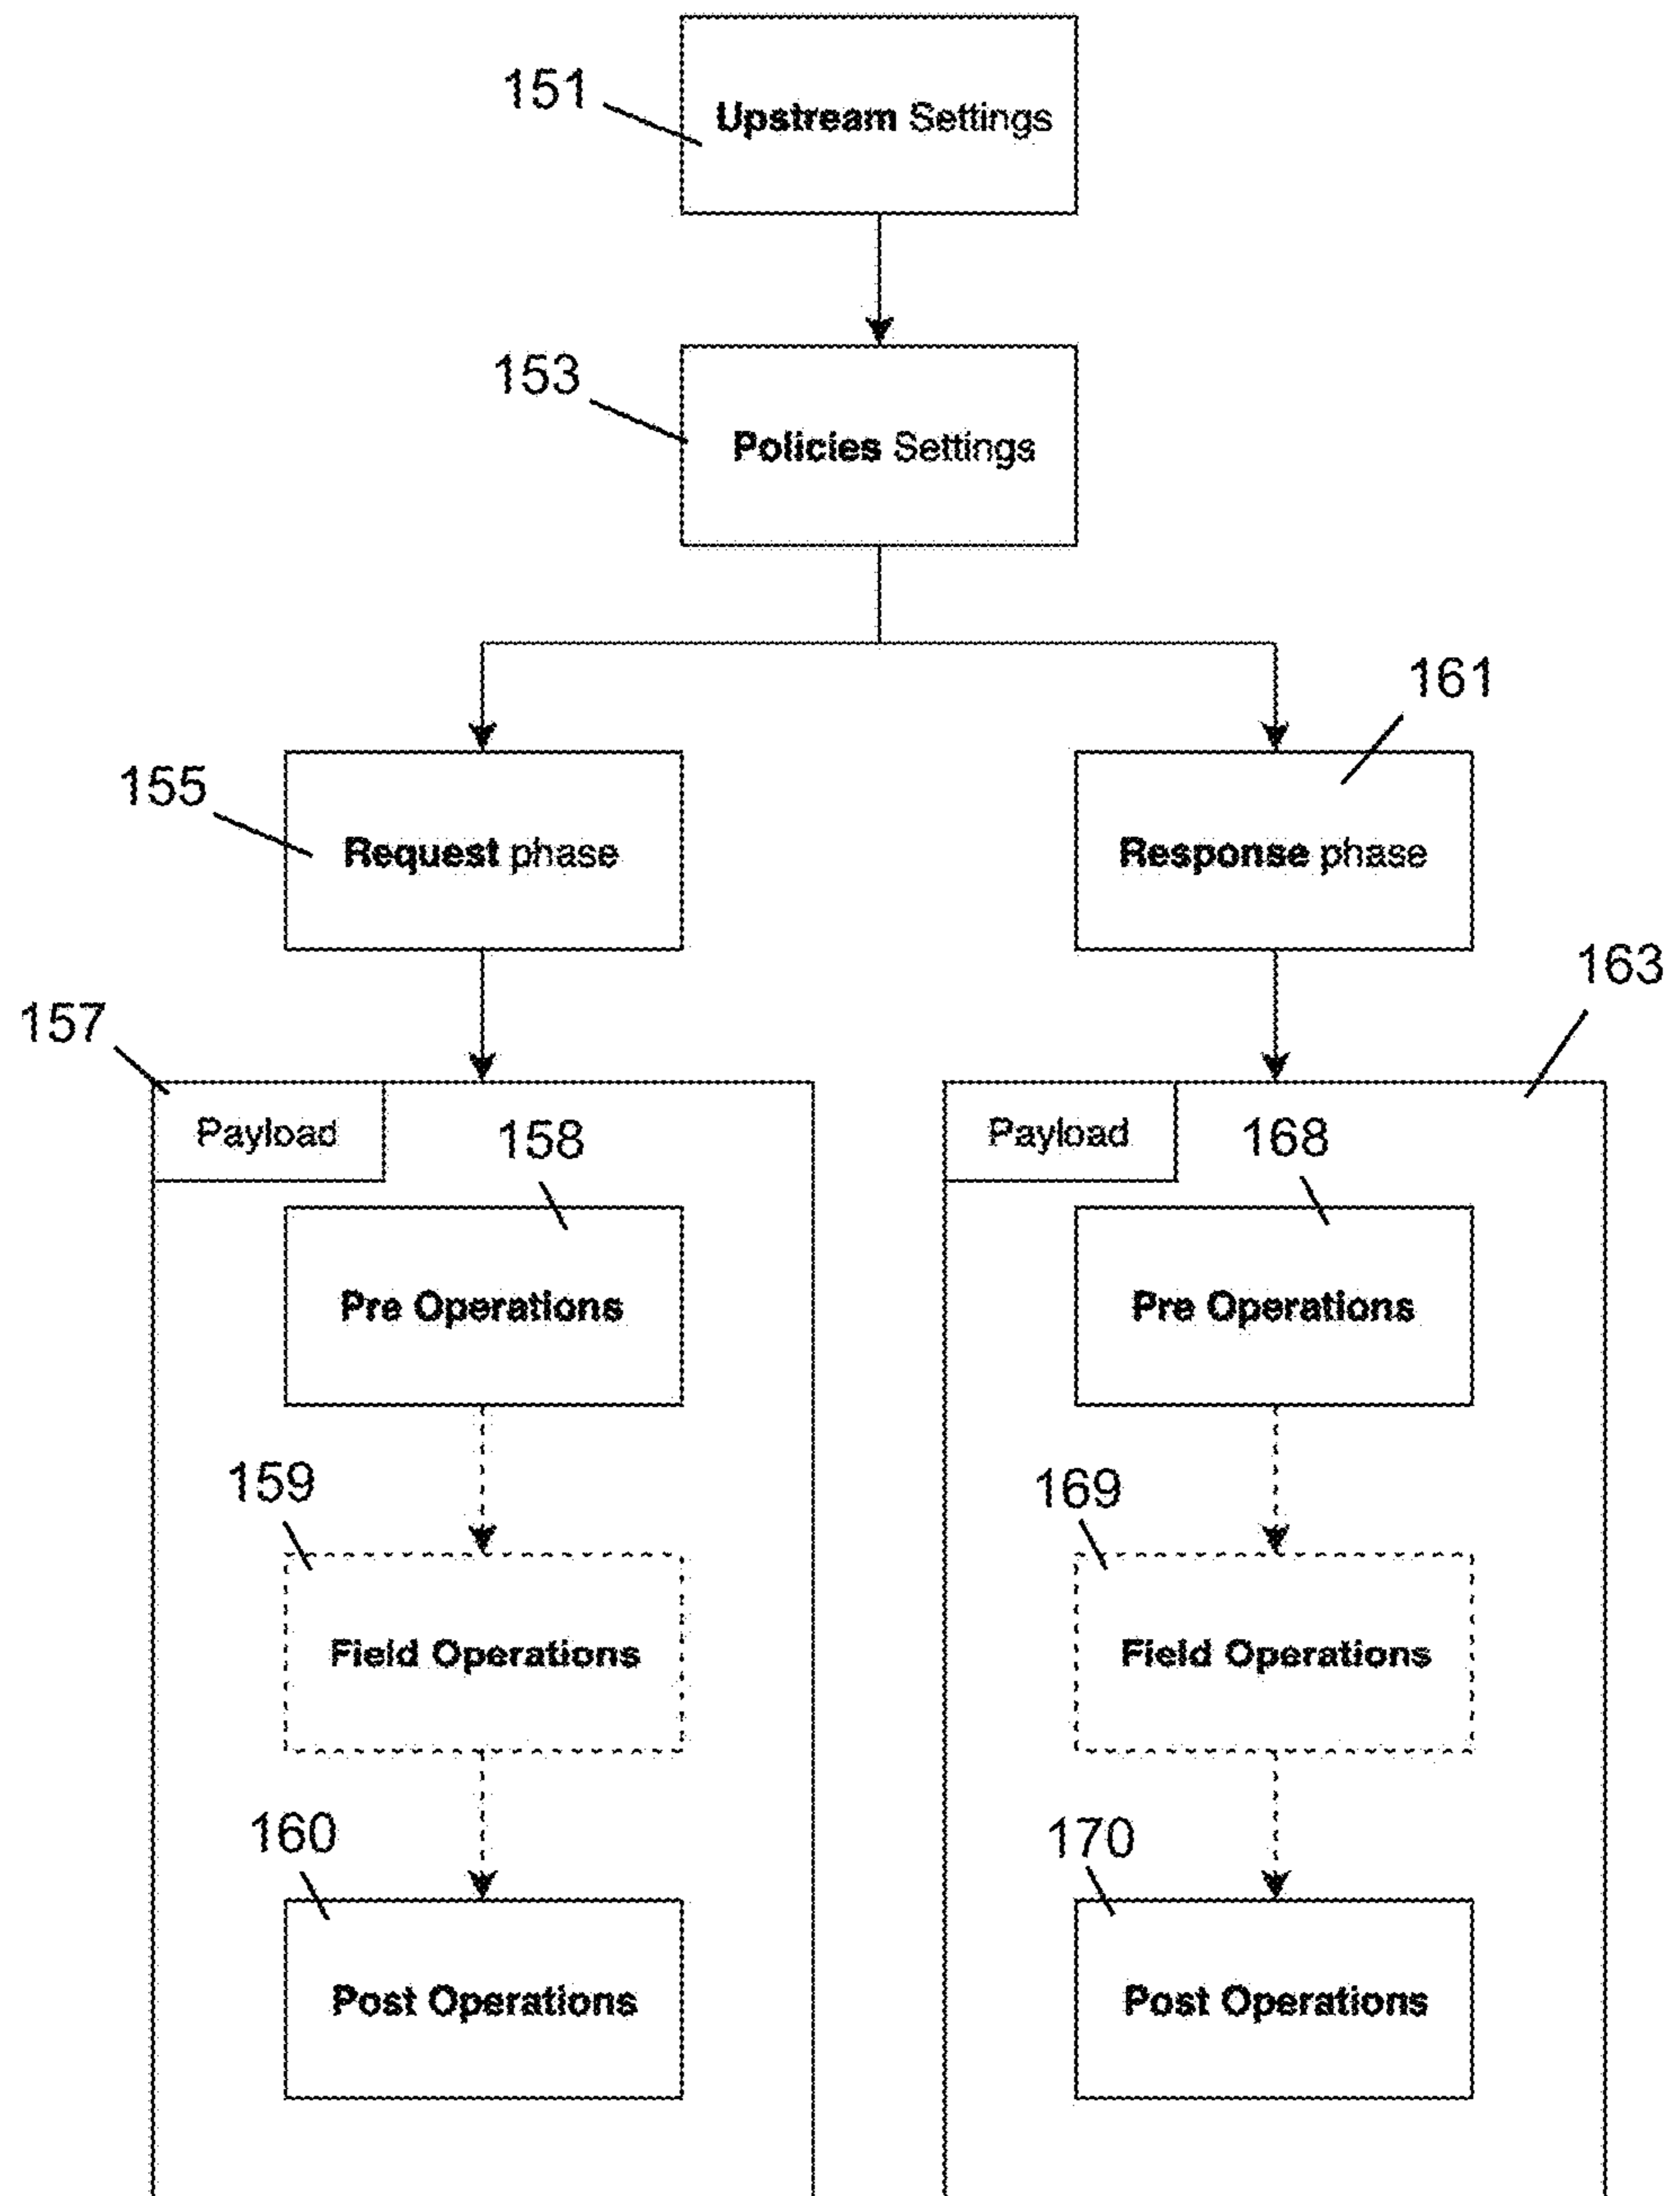 151
Upstream Settings
153
Policies Settings
161
155
Request phase
Response phase
163
157
Payload
158
Payload
168
Pre Operations
Pre Operations
159
169
Field Operations
Field Operations
160
170
Post Operations
Post Operations